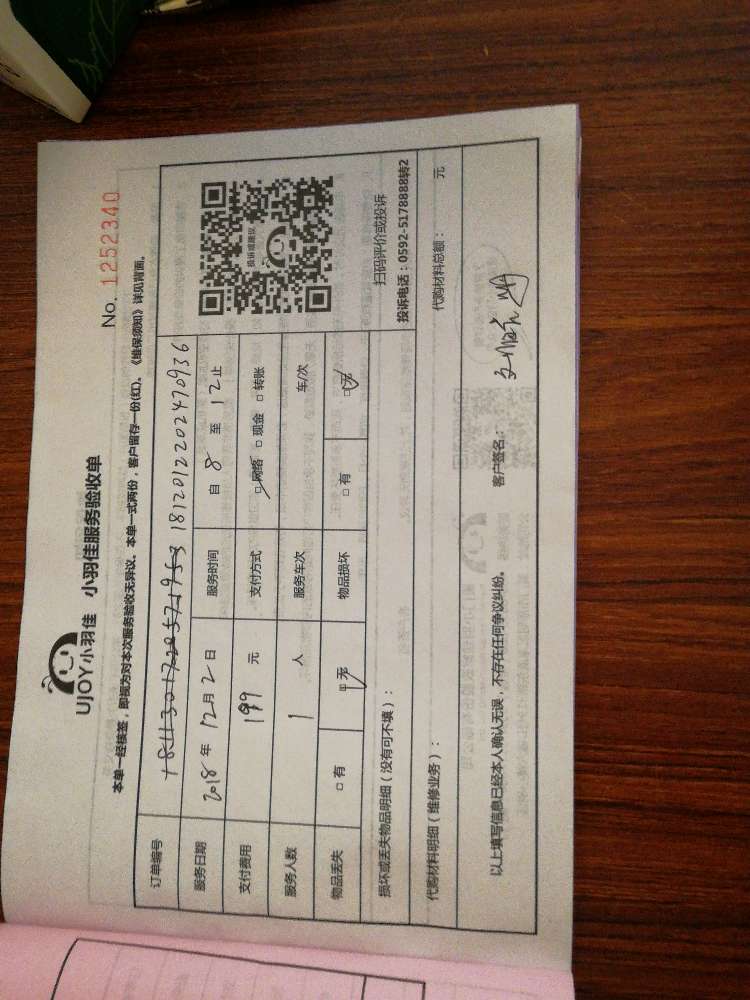 UJOY小羽佳 小羽佳服务验收单
No. 1252340
本单一经核签，即视为对本次服务验收无异议。本单一式两份，客户留存一份(红)。《维保须知》详见背面。
订单编号 1812012202470936
服务日期 2018 年 12 月 2 日 服务时间 自 8 至 12 止
支付费用 199 元 支付方式 □网络 □现金 □转账
服务人数 1 人 服务车次 车/次
物品丢失 □有 □无 物品损坏 □有 □无
投诉或建议
扫码评价或投诉
投诉电话：0592-5178888转2
损坏或丢失物品明细（没有可不填）：
代购材料明细（维修业务）： 代购材料总额： 元
以上填写信息已经本人确认无误，不存在任何争议纠纷。 客户签名：